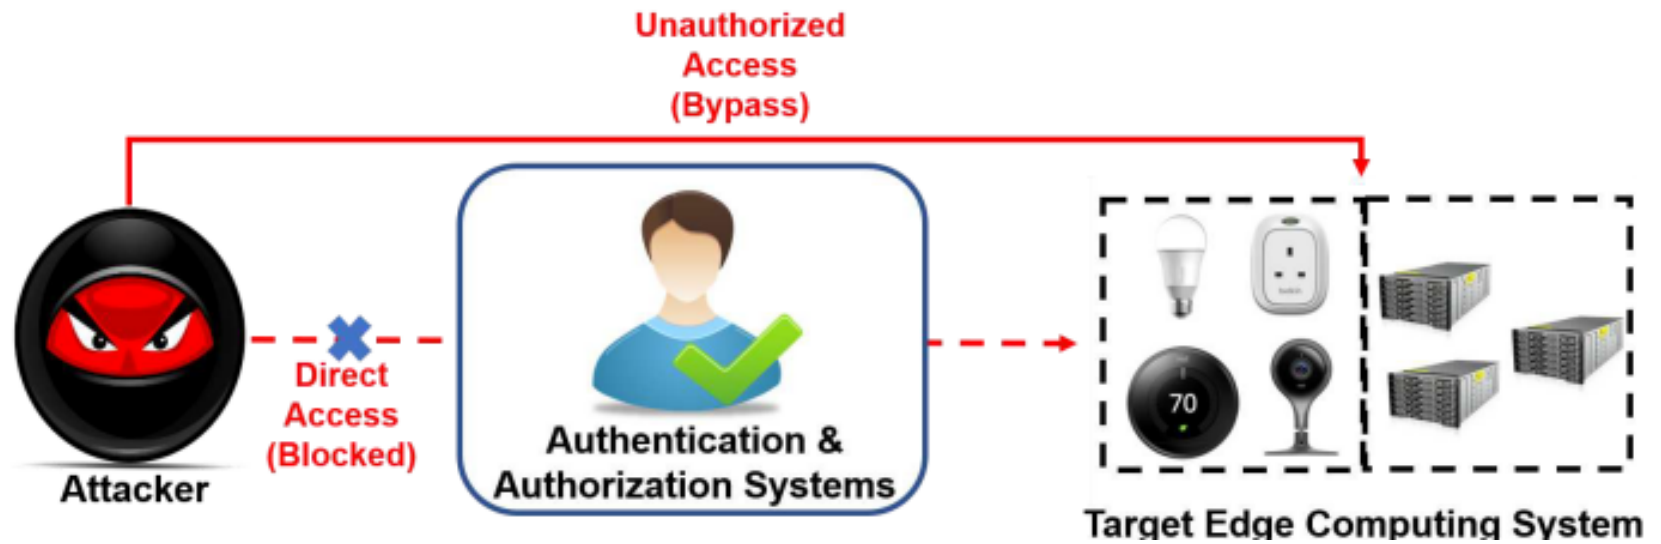 Unauthorized
Access
(Bypass)
Direct
Access
(Blocked)
Attacker
Authentication &
Authorization Systems
70
Target Edge Computing System